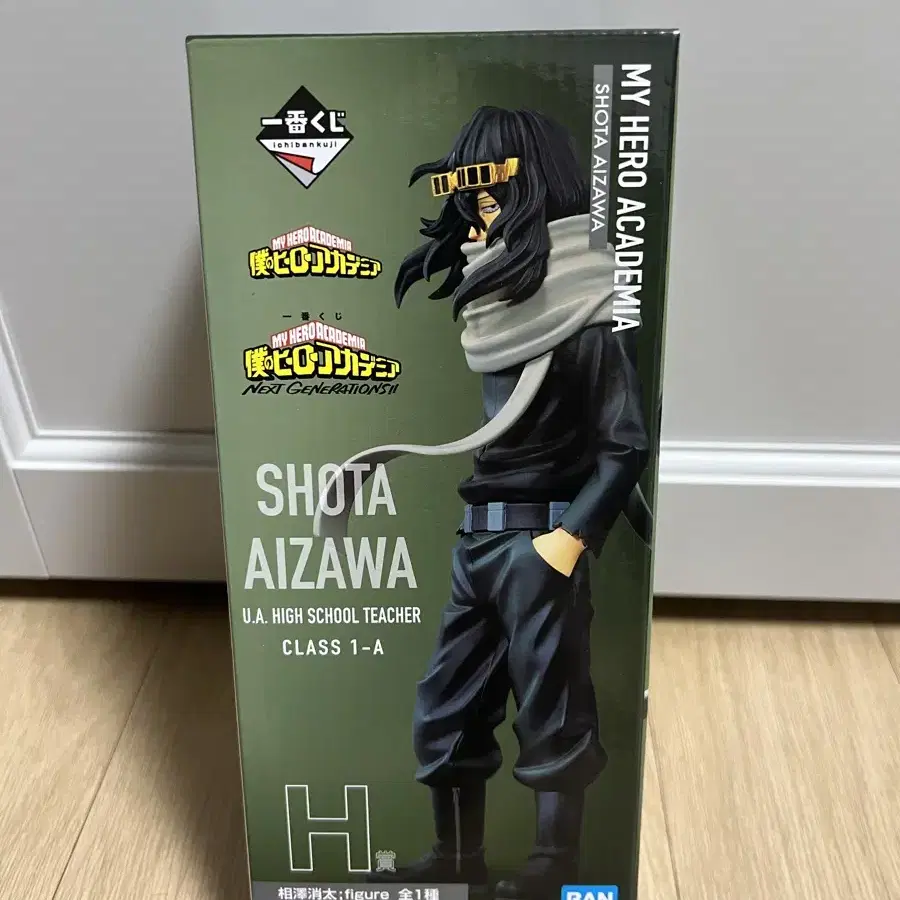 一番くじ
ichibankuji
MY HERO ACADEMIA
僕のヒーローアカデミア
一番くじ
MY HERO ACADEMIA
僕のヒーローアカデミア
NEXT GENERATIONS!!
SHOTA
AIZAWA
U.A. HIGH SCHOOL TEACHER
CLASS 1-A
H賞
相澤消太;figure 全1種
MY HERO ACADEMIA
SHOTA AIZAWA
BAN